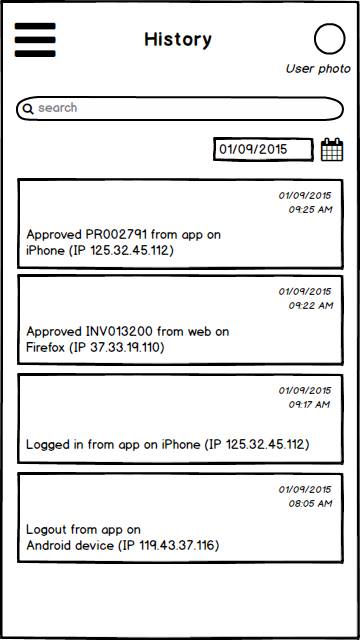 History
User photo
search
01/09/2015
01/09/2015
09:25 AM
Approved PR002791 from app on
iPhone (IP 125.32.45.112)
01/09/2015
09:22 AM
Approved INV013200 from web on
Firefox (IP 37.33.19.110)
01/09/2015
09:17 AM
Logged in from app on iPhone (IP 125.32.45.112)
01/09/2015
08:05 AM
Logout from app on
Android device (IP 119.43.37.116)